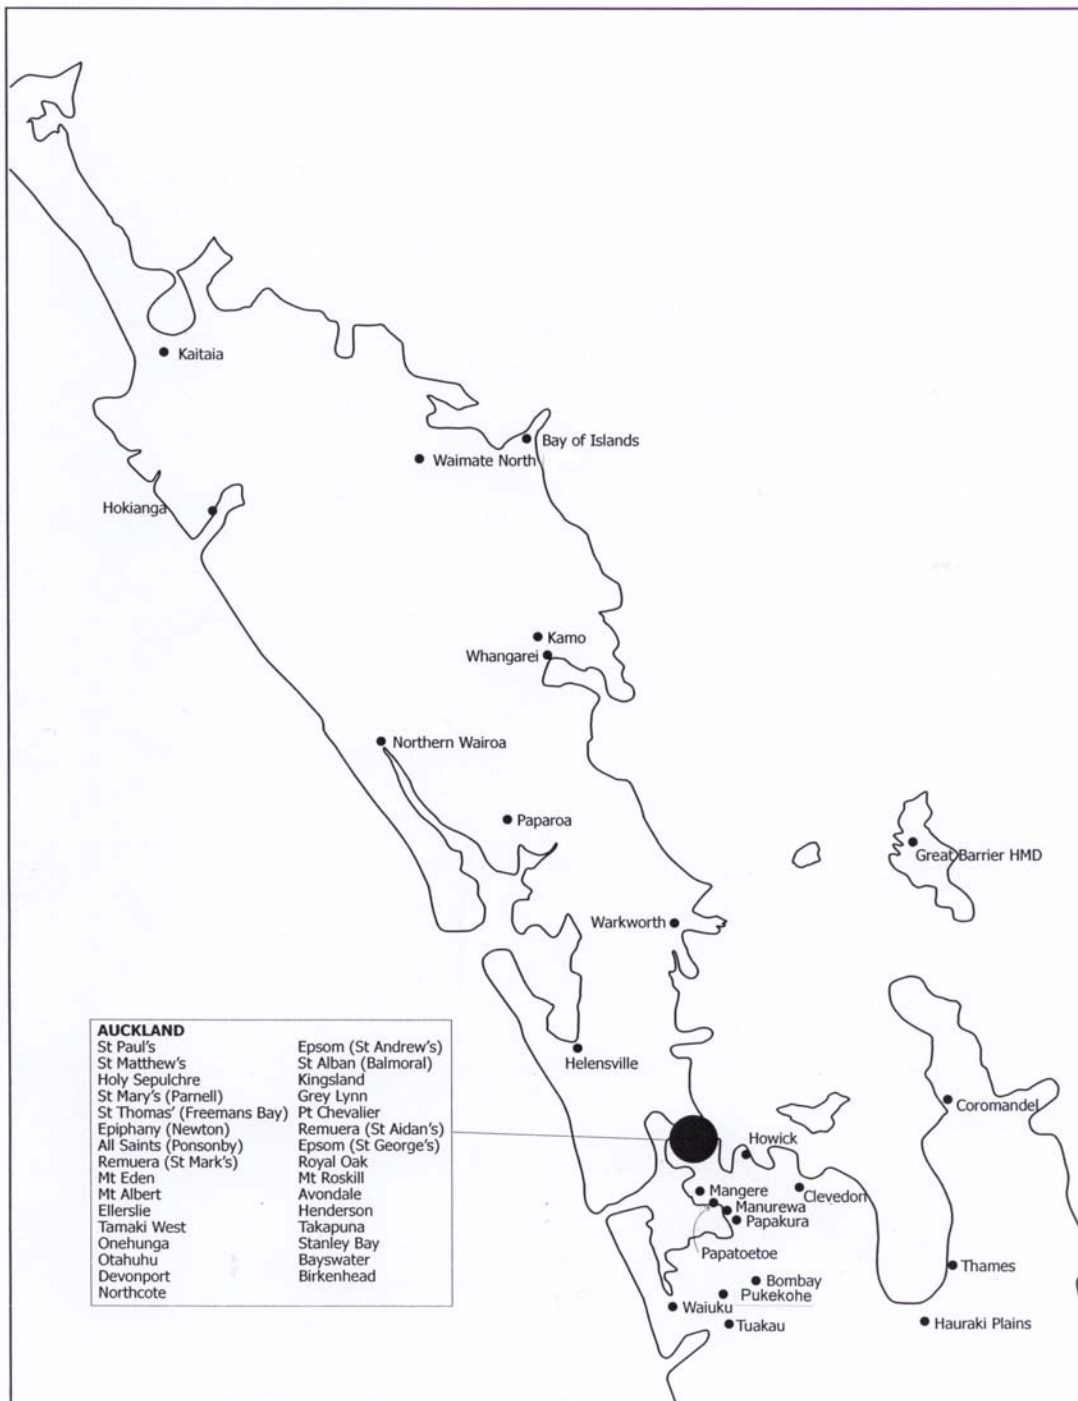 Kaitaia
Bay of Islands
Waimate North
Hokianga
Kamo
Whangarei
Northern Wairoa
Paparoa
Great Barrier HMD
Warkworth
AUCKLAND
St Paul's
St Matthew's
Holy Sepulchre
St Mary's (Parnell)
St Thomas' (Freemans Bay)
Epiphany (Newton)
All Saints (Ponsonby)
Remuera (St Mark's)
Mt Eden
Mt Albert
Ellerslie
Tamaki West
Onehunga
Otahuhu
Devonport
Northcote
Epsom (St Andrew's)
St Alban (Balmoral)
Kingsland
Grey Lynn
Pt Chevalier
Remuera (St Aidan's)
Epsom (St George's)
Royal Oak
Mt Roskill
Avondale
Henderson
Takapuna
Stanley Bay
Bayswater
Birkenhead
Helensville
Coromandel
Howick
Mangere
Clevedon
Manurewa
Papakura
Papatoetoe
Thames
Bombay
Pukekohe
Waiuku
Tuakau
Hauraki Plains